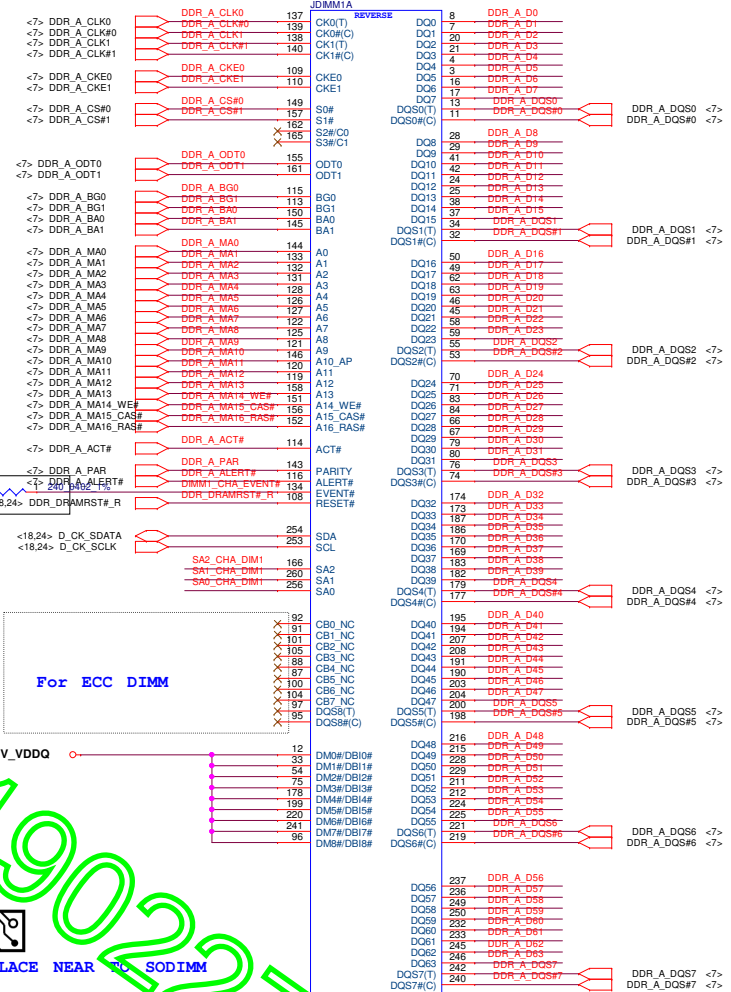 JDIMM1A
REVERSE
<7> DDR_A_CLK0 DDR_A_CLK0 137 CK0(T)
<7> DDR_A_CLK#0 DDR_A_CLK#0 139 CK0#(C)
<7> DDR_A_CLK1 DDR_A_CLK1 138 CK1(T)
<7> DDR_A_CLK#1 DDR_A_CLK#1 140 CK1#(C)
<7> DDR_A_CKE0 DDR_A_CKE0 109 CKE0
<7> DDR_A_CKE1 DDR_A_CKE1 110 CKE1
<7> DDR_A_CS#0 DDR_A_CS#0 149 S0#
<7> DDR_A_CS#1 DDR_A_CS#1 157 S1#
162 S2#/C0
165 S3#/C1
<7> DDR_A_ODT0 DDR_A_ODT0 155 ODT0
<7> DDR_A_ODT1 DDR_A_ODT1 161 ODT1
<7> DDR_A_BG0 DDR_A_BG0 115 BG0
<7> DDR_A_BG1 DDR_A_BG1 113 BG1
<7> DDR_A_BA0 DDR_A_BA0 150 BA0
<7> DDR_A_BA1 DDR_A_BA1 145 BA1
<7> DDR_A_MA0 DDR_A_MA0 144 A0
<7> DDR_A_MA1 DDR_A_MA1 133 A1
<7> DDR_A_MA2 DDR_A_MA2 132 A2
<7> DDR_A_MA3 DDR_A_MA3 131 A3
<7> DDR_A_MA4 DDR_A_MA4 128 A4
<7> DDR_A_MA5 DDR_A_MA5 126 A5
<7> DDR_A_MA6 DDR_A_MA6 127 A6
<7> DDR_A_MA7 DDR_A_MA7 122 A7
<7> DDR_A_MA8 DDR_A_MA8 125 A8
<7> DDR_A_MA9 DDR_A_MA9 121 A9
<7> DDR_A_MA10 DDR_A_MA10 146 A10_AP
<7> DDR_A_MA11 DDR_A_MA11 120 A11
<7> DDR_A_MA12 DDR_A_MA12 119 A12
<7> DDR_A_MA13 DDR_A_MA13 158 A13
<7> DDR_A_MA14_WE# DDR_A_MA14_WE# 151 A14_WE#
<7> DDR_A_MA15_CAS# DDR_A_MA15_CAS# 156 A15_CAS#
<7> DDR_A_MA16_RAS# DDR_A_MA16_RAS# 152 A16_RAS#
<7> DDR_A_ACT# DDR_A_ACT# 114 ACT#
<7> DDR_A_PAR DDR_A_PAR 143 PARITY
<7> DDR_A_ALERT# DDR_A_ALERT# 116 ALERT#
1 240_0402_1% DIMM1_CHA_EVENT# 134 EVENT#
8,24> DDR_DRAMRST#_R DDR_DRAMRST#_R 108 RESET#
<18,24> D_CK_SDATA 254 SDA
<18,24> D_CK_SCLK 253 SCL
SA2_CHA_DIM1 166 SA2
SA1_CHA_DIM1 260 SA1
SA0_CHA_DIM1 256 SA0
92 CB0_NC
91 CB1_NC
101 CB2_NC
105 CB3_NC
88 CB4_NC
87 CB5_NC
100 CB6_NC
104 CB7_NC
97 DQS8(T)
95 DQS8#(C)
For ECC DIMM
V_VDDQ
12 DM0#/DBI0#
33 DM1#/DBI1#
54 DM2#/DBI2#
75 DM3#/DBI3#
178 DM4#/DBI4#
199 DM5#/DBI5#
220 DM6#/DBI6#
241 DM7#/DBI7#
96 DM8#/DBI8#
LACE NEAR TO SODIMM
DQ0 8 DDR_A_D0
DQ1 7 DDR_A_D1
DQ2 20 DDR_A_D2
DQ3 21 DDR_A_D3
DQ4 4 DDR_A_D4
DQ5 3 DDR_A_D5
DQ6 16 DDR_A_D6
DQ7 17 DDR_A_D7
DQS0(T) 13 DDR_A_DQS0 DDR_A_DQS0 <7>
DQS0#(C) 11 DDR_A_DQS#0 DDR_A_DQS#0 <7>
DQ8 28 DDR_A_D8
DQ9 29 DDR_A_D9
DQ10 41 DDR_A_D10
DQ11 42 DDR_A_D11
DQ12 24 DDR_A_D12
DQ13 25 DDR_A_D13
DQ14 38 DDR_A_D14
DQ15 37 DDR_A_D15
DQS1(T) 34 DDR_A_DQS1 DDR_A_DQS1 <7>
DQS1#(C) 32 DDR_A_DQS#1 DDR_A_DQS#1 <7>
DQ16 50 DDR_A_D16
DQ17 49 DDR_A_D17
DQ18 62 DDR_A_D18
DQ19 63 DDR_A_D19
DQ20 46 DDR_A_D20
DQ21 45 DDR_A_D21
DQ22 58 DDR_A_D22
DQ23 59 DDR_A_D23
DQS2(T) 55 DDR_A_DQS2 DDR_A_DQS2 <7>
DQS2#(C) 53 DDR_A_DQS#2 DDR_A_DQS#2 <7>
DQ24 70 DDR_A_D24
DQ25 71 DDR_A_D25
DQ26 83 DDR_A_D26
DQ27 84 DDR_A_D27
DQ28 66 DDR_A_D28
DQ29 67 DDR_A_D29
DQ30 79 DDR_A_D30
DQ31 80 DDR_A_D31
DQS3(T) 76 DDR_A_DQS3 DDR_A_DQS3 <7>
DQS3#(C) 74 DDR_A_DQS#3 DDR_A_DQS#3 <7>
DQ32 174 DDR_A_D32
DQ33 173 DDR_A_D33
DQ34 187 DDR_A_D34
DQ35 186 DDR_A_D35
DQ36 170 DDR_A_D36
DQ37 169 DDR_A_D37
DQ38 183 DDR_A_D38
DQ39 182 DDR_A_D39
DQS4(T) 179 DDR_A_DQS4 DDR_A_DQS4 <7>
DQS4#(C) 177 DDR_A_DQS#4 DDR_A_DQS#4 <7>
DQ40 195 DDR_A_D40
DQ41 194 DDR_A_D41
DQ42 207 DDR_A_D42
DQ43 208 DDR_A_D43
DQ44 191 DDR_A_D44
DQ45 190 DDR_A_D45
DQ46 203 DDR_A_D46
DQ47 204 DDR_A_D47
DQS5(T) 200 DDR_A_DQS5 DDR_A_DQS5 <7>
DQS5#(C) 198 DDR_A_DQS#5 DDR_A_DQS#5 <7>
DQ48 216 DDR_A_D48
DQ49 215 DDR_A_D49
DQ50 228 DDR_A_D50
DQ51 229 DDR_A_D51
DQ52 211 DDR_A_D52
DQ53 212 DDR_A_D53
DQ54 224 DDR_A_D54
DQ55 225 DDR_A_D55
DQS6(T) 221 DDR_A_DQS6 DDR_A_DQS6 <7>
DQS6#(C) 219 DDR_A_DQS#6 DDR_A_DQS#6 <7>
DQ56 237 DDR_A_D56
DQ57 236 DDR_A_D57
DQ58 249 DDR_A_D58
DQ59 250 DDR_A_D59
DQ60 232 DDR_A_D60
DQ61 233 DDR_A_D61
DQ62 245 DDR_A_D62
DQ63 246 DDR_A_D63
DQS7(T) 242 DDR_A_DQS7 DDR_A_DQS7 <7>
DQS7#(C) 240 DDR_A_DQS#7 DDR_A_DQS#7 <7>